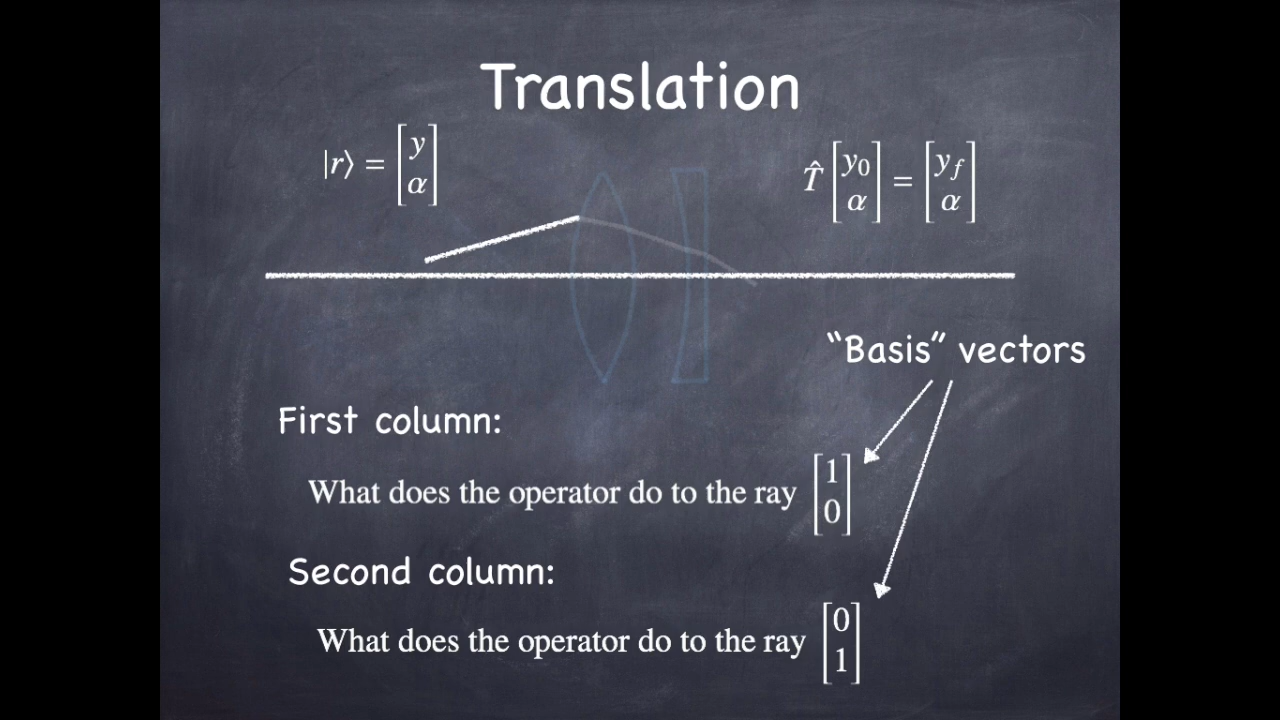 Translation
|r⟩ = [y α]
T̂ [y₀ α] = [y_f α]
“Basis” vectors
First column:
What does the operator do to the ray [1 0]
Second column:
What does the operator do to the ray [0 1]